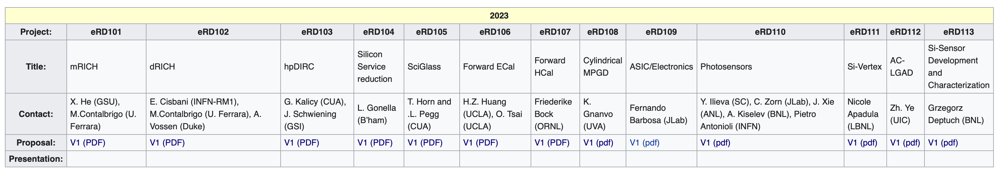 2023
Project: eRD101 eRD102 eRD103 eRD104 eRD105 eRD106 eRD107 eRD108 eRD109 eRD110 eRD111 eRD112 eRD113
Title:
mRICH
dRICH
hpDIRC
Silicon
Service
reduction
SciGlass
Forward ECal
Forward
HCal
Cylindrical
MPGD
ASIC/Electronics
Photosensors
Si-Vertex
AC-
LGAD
Si-Sensor
Development
and
Characterization
Contact:
X. He (GSU),
M.Contalbrigo (U.
Ferrara)
E. Cisbani (INFN-RM1),
M.Contalbrigo (U. Ferrara), A.
Vossen (Duke)
G. Kalicy (CUA),
J. Schwiening
(GSI)
L. Gonella
(B’ham)
T. Horn and
.L. Pegg
(CUA)
H.Z. Huang
(UCLA), O. Tsai
(UCLA)
Friederike
Bock
(ORNL)
K.
Gnanvo
(UVA)
Fernando
Barbosa (JLab)
Y. Ilieva (SC), C. Zorn (JLab), J. Xie
(ANL), A. Kiselev (BNL), Pietro
Antonioli (INFN)
Nicole
Apadula
(LBNL)
Zh. Ye
(UIC)
Grzegorz
Deptuch (BNL)
Proposal: V1 (PDF) V1 (PDF) V1 (PDF) V1 (PDF) V1 (PDF) V1 (PDF) V1 (PDF) V1 (pdf) V1 (pdf) V1 (pdf) V1 (pdf) V1 (pdf) V1 (pdf)
Presentation: